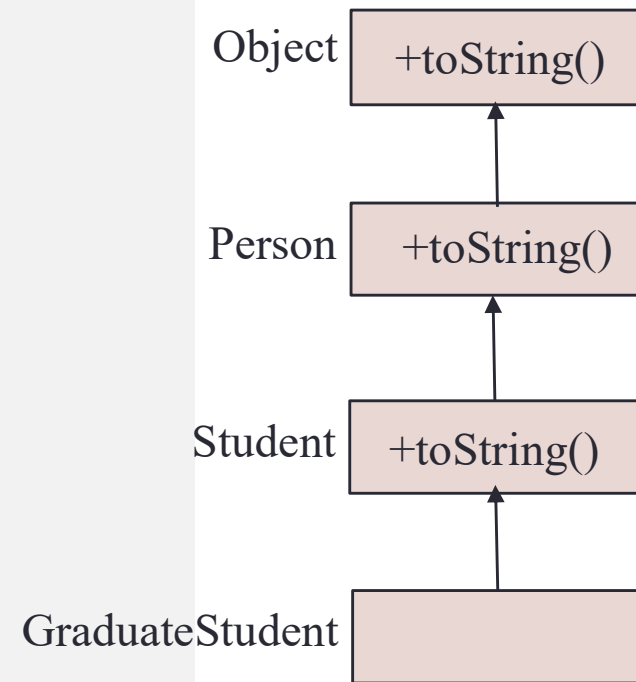 Object +toString()
Person +toString()
Student +toString()
GraduateStudent